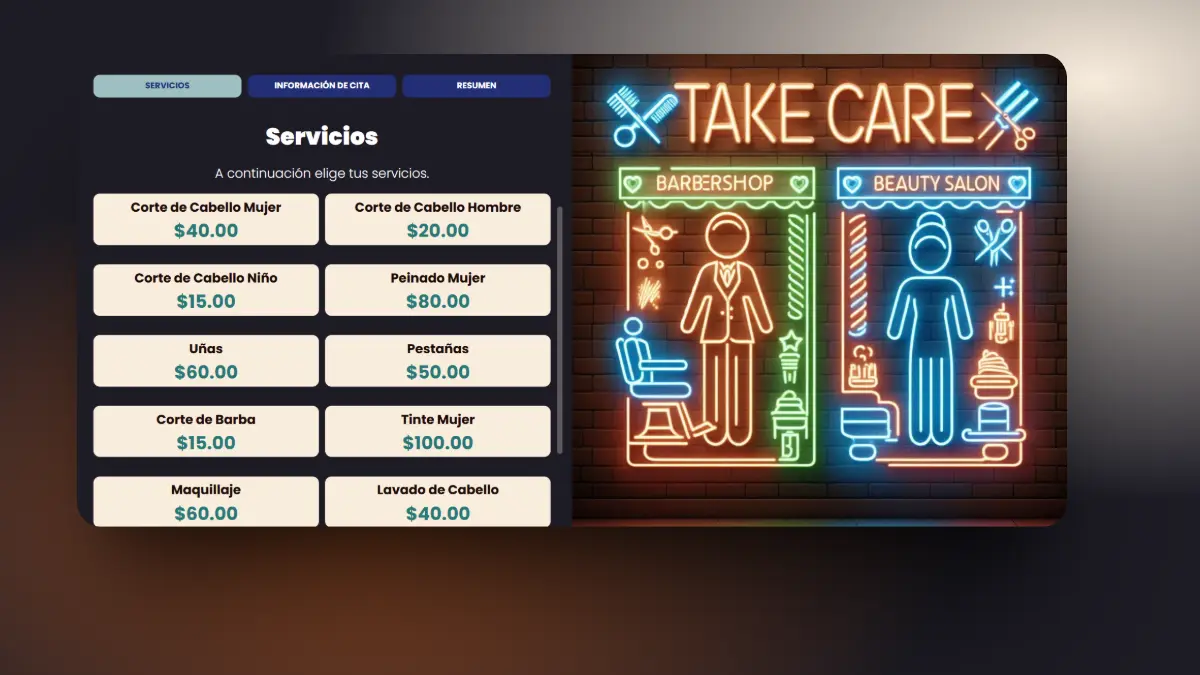 SERVICIOS
INFORMACIÓN DE CITA
RESUMEN
Servicios
A continuación elige tus servicios.
Corte de Cabello Mujer
$40.00
Corte de Cabello Hombre
$20.00
Corte de Cabello Niño
$15.00
Peinado Mujer
$80.00
Uñas
$60.00
Pestañas
$50.00
Corte de Barba
$15.00
Tinte Mujer
$100.00
Maquillaje
$60.00
Lavado de Cabello
$40.00
TAKE CARE
BARBERSHOP
BEAUTY SALON